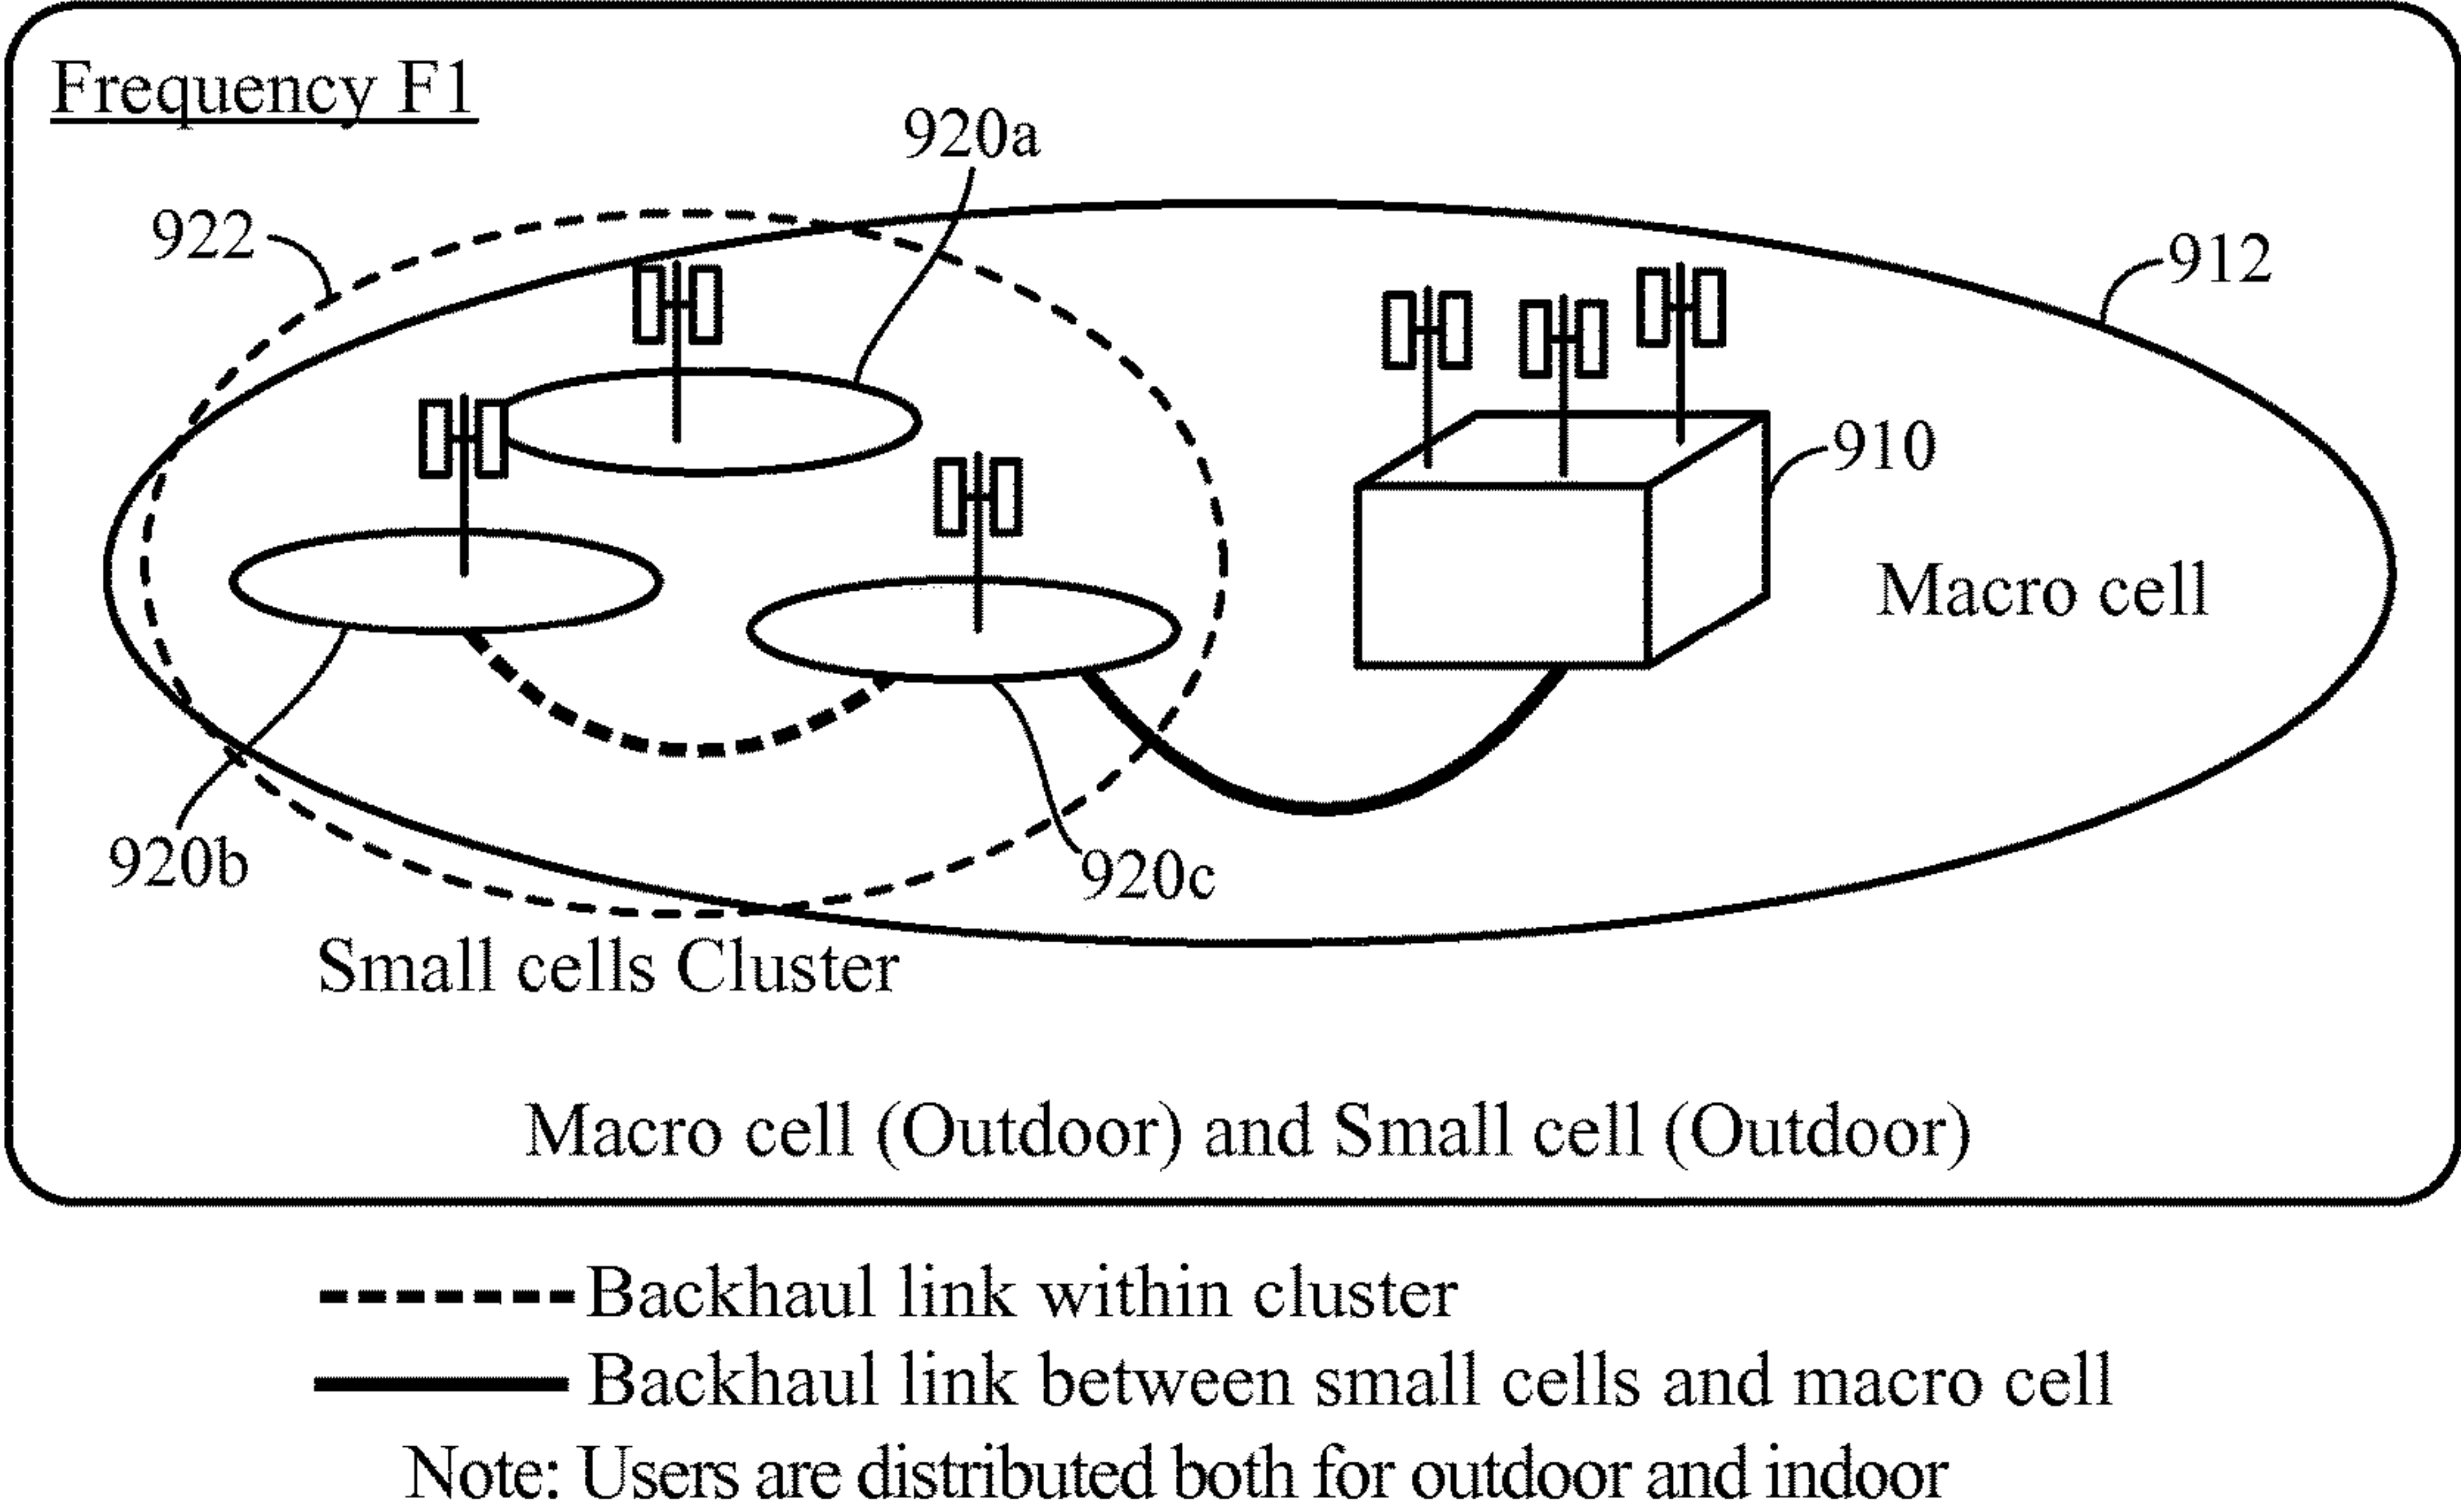 Frequency F1
920a
922
912
910
Macro cell
920b
920c
Small cells Cluster
Macro cell (Outdoor) and Small cell (Outdoor)
Backhaul link within cluster
Backhaul link between small cells and macro cell
Note: Users are distributed both for outdoor and indoor